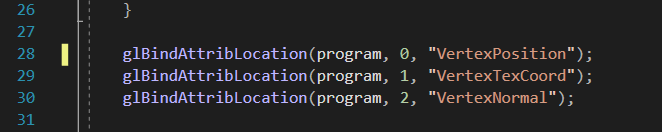 26 }
27
28 glBindAttribLocation(program, 0, "VertexPosition");
29 glBindAttribLocation(program, 1, "VertexTexCoord");
30 glBindAttribLocation(program, 2, "VertexNormal");
31